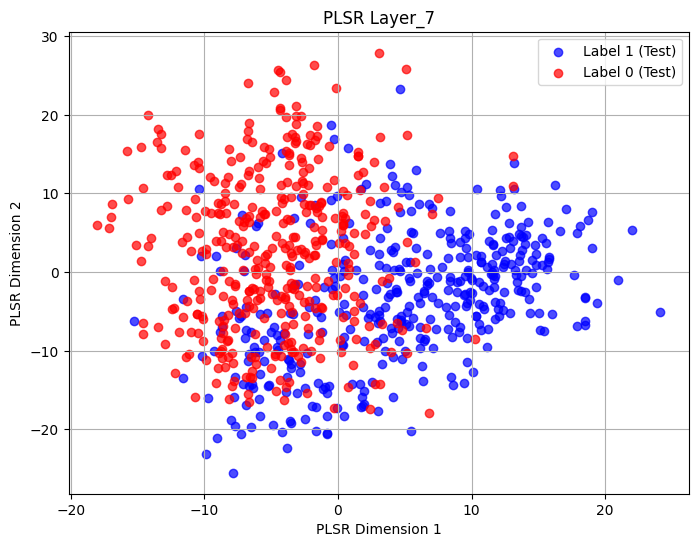 PLSR Layer_7
Label 1 (Test)
Label 0 (Test)
30
20
10
0
−10
−20
PLSR Dimension 2
−20
−10
0
10
20
PLSR Dimension 1